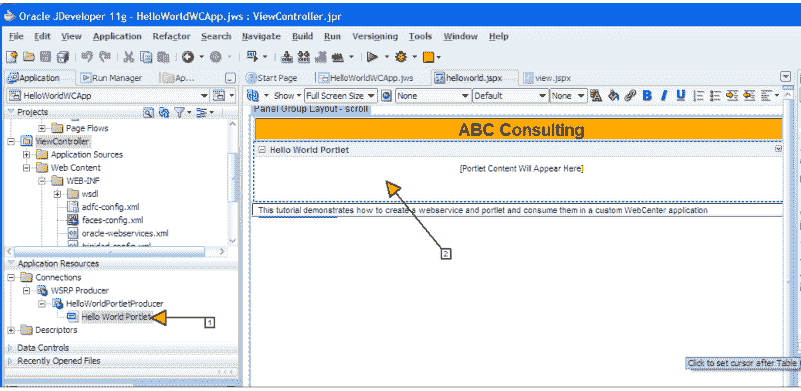 Oracle JDeveloper 11g - HelloWorldWCApp.jws : ViewController.jpr
File Edit View Application Refactor Search Navigate Build Run Versioning Tools Window Help
Application Run Manager Ap...
HelloWorldWCApp
Projects
Page Flows
ViewController
Application Sources
Web Content
WEB-INF
wsdl
adfc-config.xml
faces-config.xml
oracle-webservices.xml
trinidad-config.xml
Application Resources
Connections
WSRP Producer
HelloWorldPortletProducer
Hello World Portlet
1
Descriptors
Data Controls
Recently Opened Files
Start Page HelloWorldWCApp.jws helloworld.jspx view.jspx
Show Full Screen Size None Default None B I U
Panel Group Layout - scroll
ABC Consulting
Hello World Portlet
[Portlet Content Will Appear Here]
This tutorial demonstrates how to create a webservice and portlet and consume them in a custom WebCenter application
2
Click to set cursor after Table